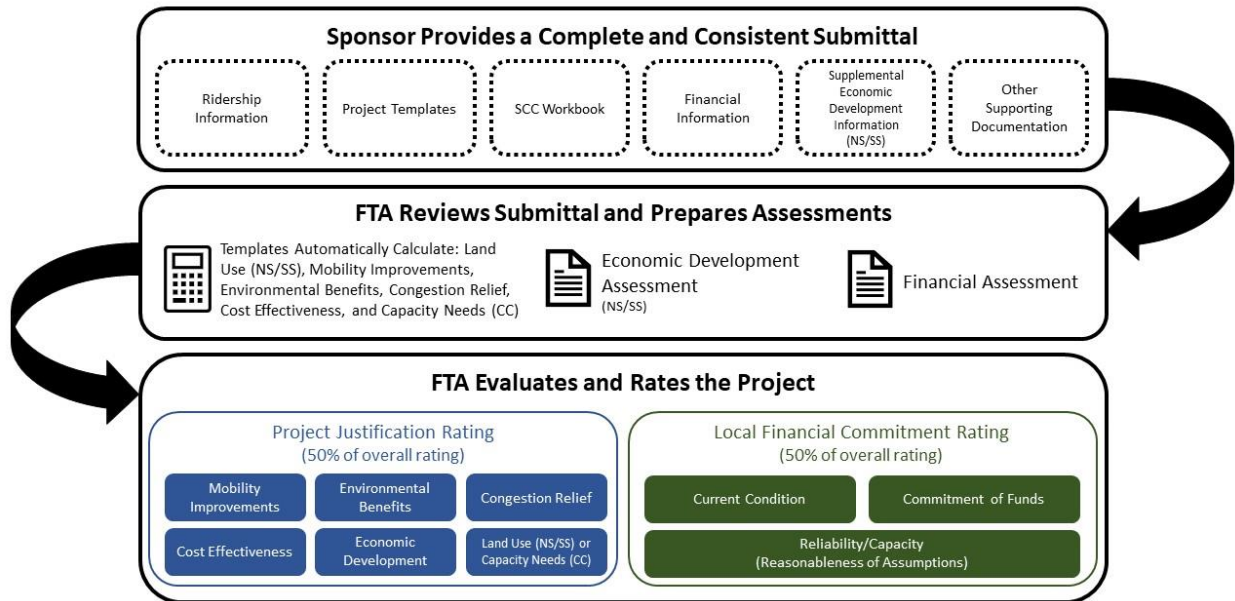 Sponsor Provides a Complete and Consistent Submittal
Ridership
Information
Project Templates
SCC Workbook
Financial
Information
Supplemental
Economic
Development
Information
(NS/SS)
Other
Supporting
Documentation
FTA Reviews Submittal and Prepares Assessments
Templates Automatically Calculate: Land
Use (NS/SS), Mobility Improvements,
Environmental Benefits, Congestion Relief,
Cost Effectiveness, and Capacity Needs (CC)
Economic Development
Assessment
(NS/SS)
Financial Assessment
FTA Evaluates and Rates the Project
Project Justification Rating
(50% of overall rating)
Mobility
Improvements
Environmental
Benefits
Congestion Relief
Cost Effectiveness
Economic
Development
Land Use (NS/SS) or
Capacity Needs (CC)
Local Financial Commitment Rating
(50% of overall rating)
Current Condition
Commitment of Funds
Reliability/Capacity
(Reasonableness of Assumptions)